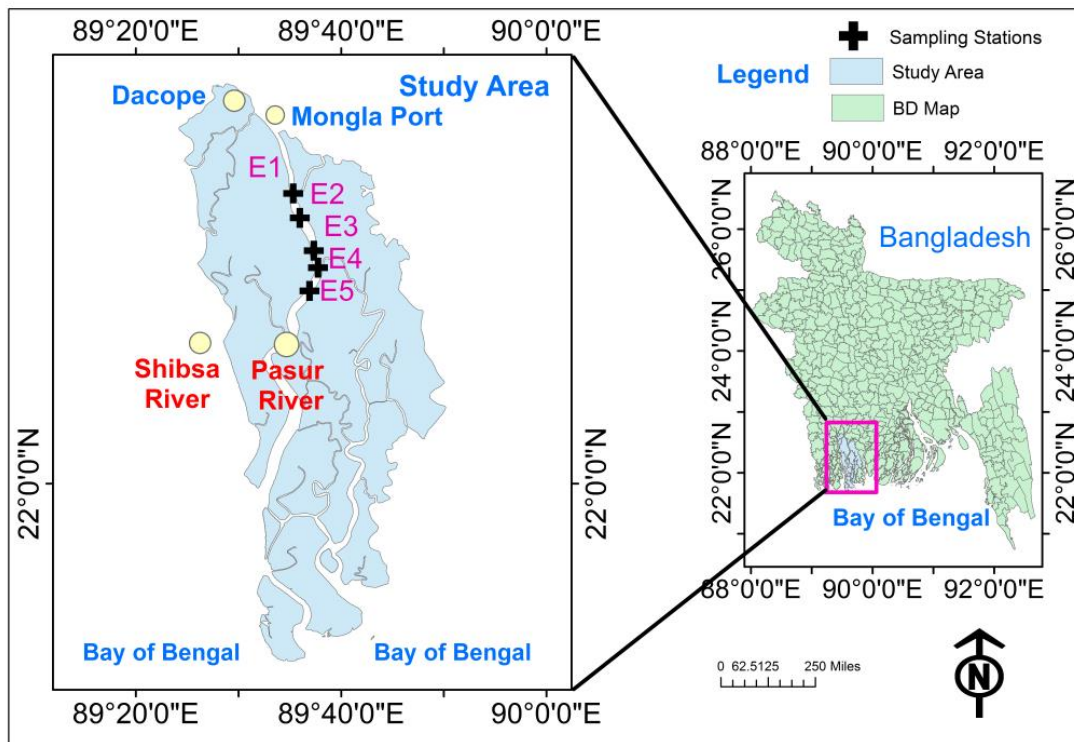 89°20'0"E 89°40'0"E 90°0'0"E
Study Area
Dacope
Mongla Port
E1
E2
E3
E4
E5
Shibsa
River
Pasur
River
22°0'0"N
22°0'0"N
Bay of Bengal
Bay of Bengal
89°20'0"E 89°40'0"E 90°0'0"E
Legend
Sampling Stations
Study Area
BD Map
88°0'0"E 90°0'0"E 92°0'0"E
Bangladesh
26°0'0"N
24°0'0"N
22°0'0"N
26°0'0"N
24°0'0"N
22°0'0"N
Bay of Bengal
88°0'0"E 90°0'0"E 92°0'0"E
0 62.5125 250 Miles
N